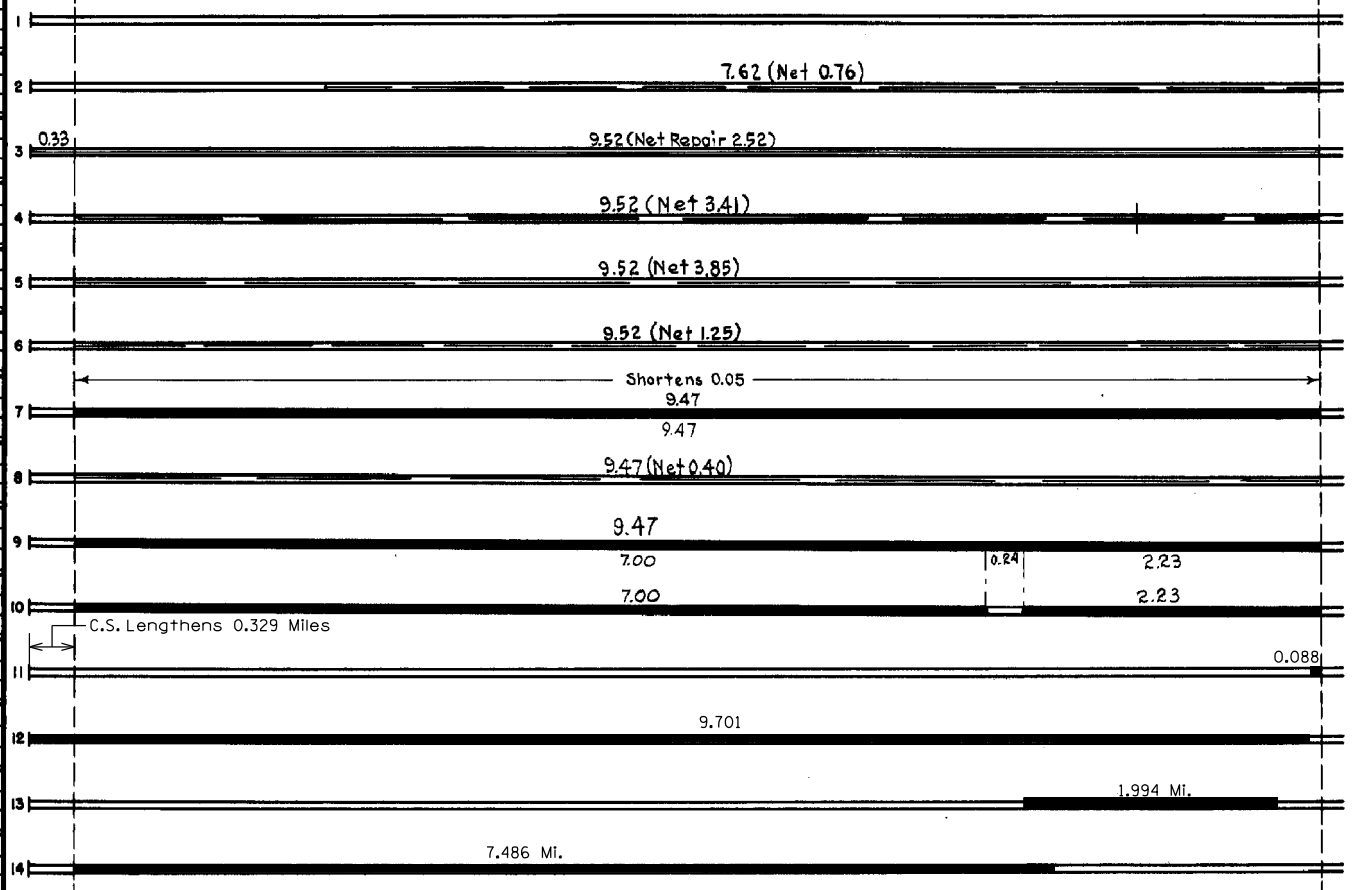 1
7.62 (Net 0.76)
2
0.33
9.52 (Net Repair 2.52)
3
9.52 (Net 3.41)
4
9.52 (Net 3.85)
5
9.52 (Net 1.25)
6
Shortens 0.05
9.47
7
9.47
9.47 (Net 0.40)
8
9.47
9
7.00 0.24 2.23
7.00 2.23
10
C.S. Lengthens 0.329 Miles
0.088
11
9.701
12
1.994 Mi.
13
7.486 Mi.
14